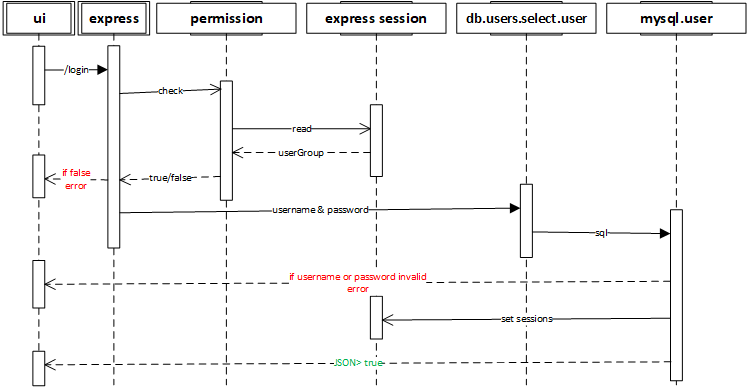 ui
express
permission
express session
db.users.select.user
mysql.user
/login
check
read
userGroup
if false
error
true/false
username & password
sql
if username or password invalid
error
set sessions
JSON> true